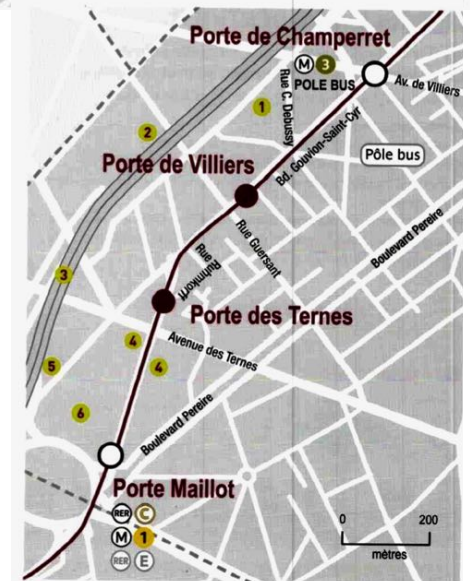 Porte de Champerret
M 3
POLE BUS
Rue C. Debussy
Av. de Villiers
1
2
Bd. Gouvion-Saint-Cyr
Pôle bus
Porte de Villiers
Rue Guersant
Boulevard Pereire
Rue Ruhmkorff
3
Porte des Ternes
4
Avenue des Ternes
4
5
6
Boulevard Pereire
Porte Maillot
RER C
M 1
RER E
0 200
mètres